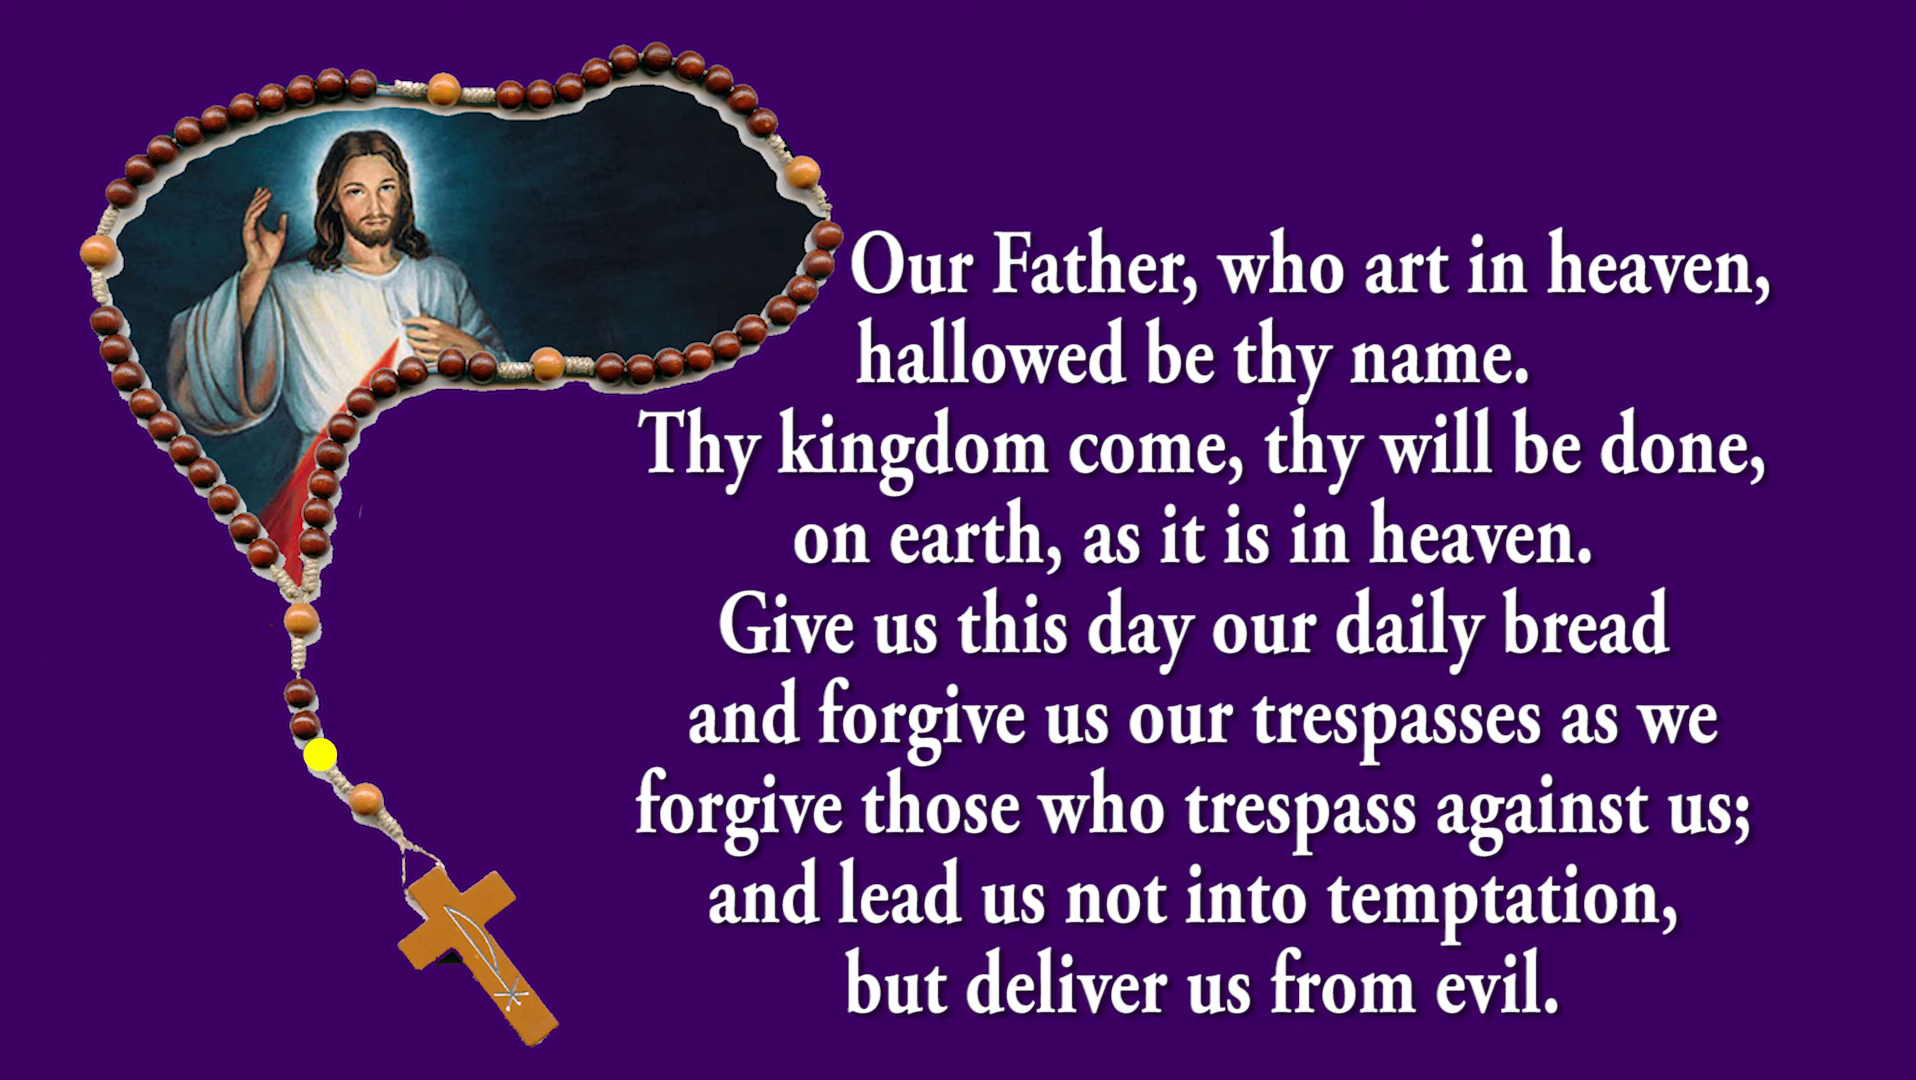 Our Father, who art in heaven,
hallowed be thy name.
Thy kingdom come, thy will be done,
on earth, as it is in heaven.
Give us this day our daily bread
and forgive us our trespasses as we
forgive those who trespass against us;
and lead us not into temptation,
but deliver us from evil.